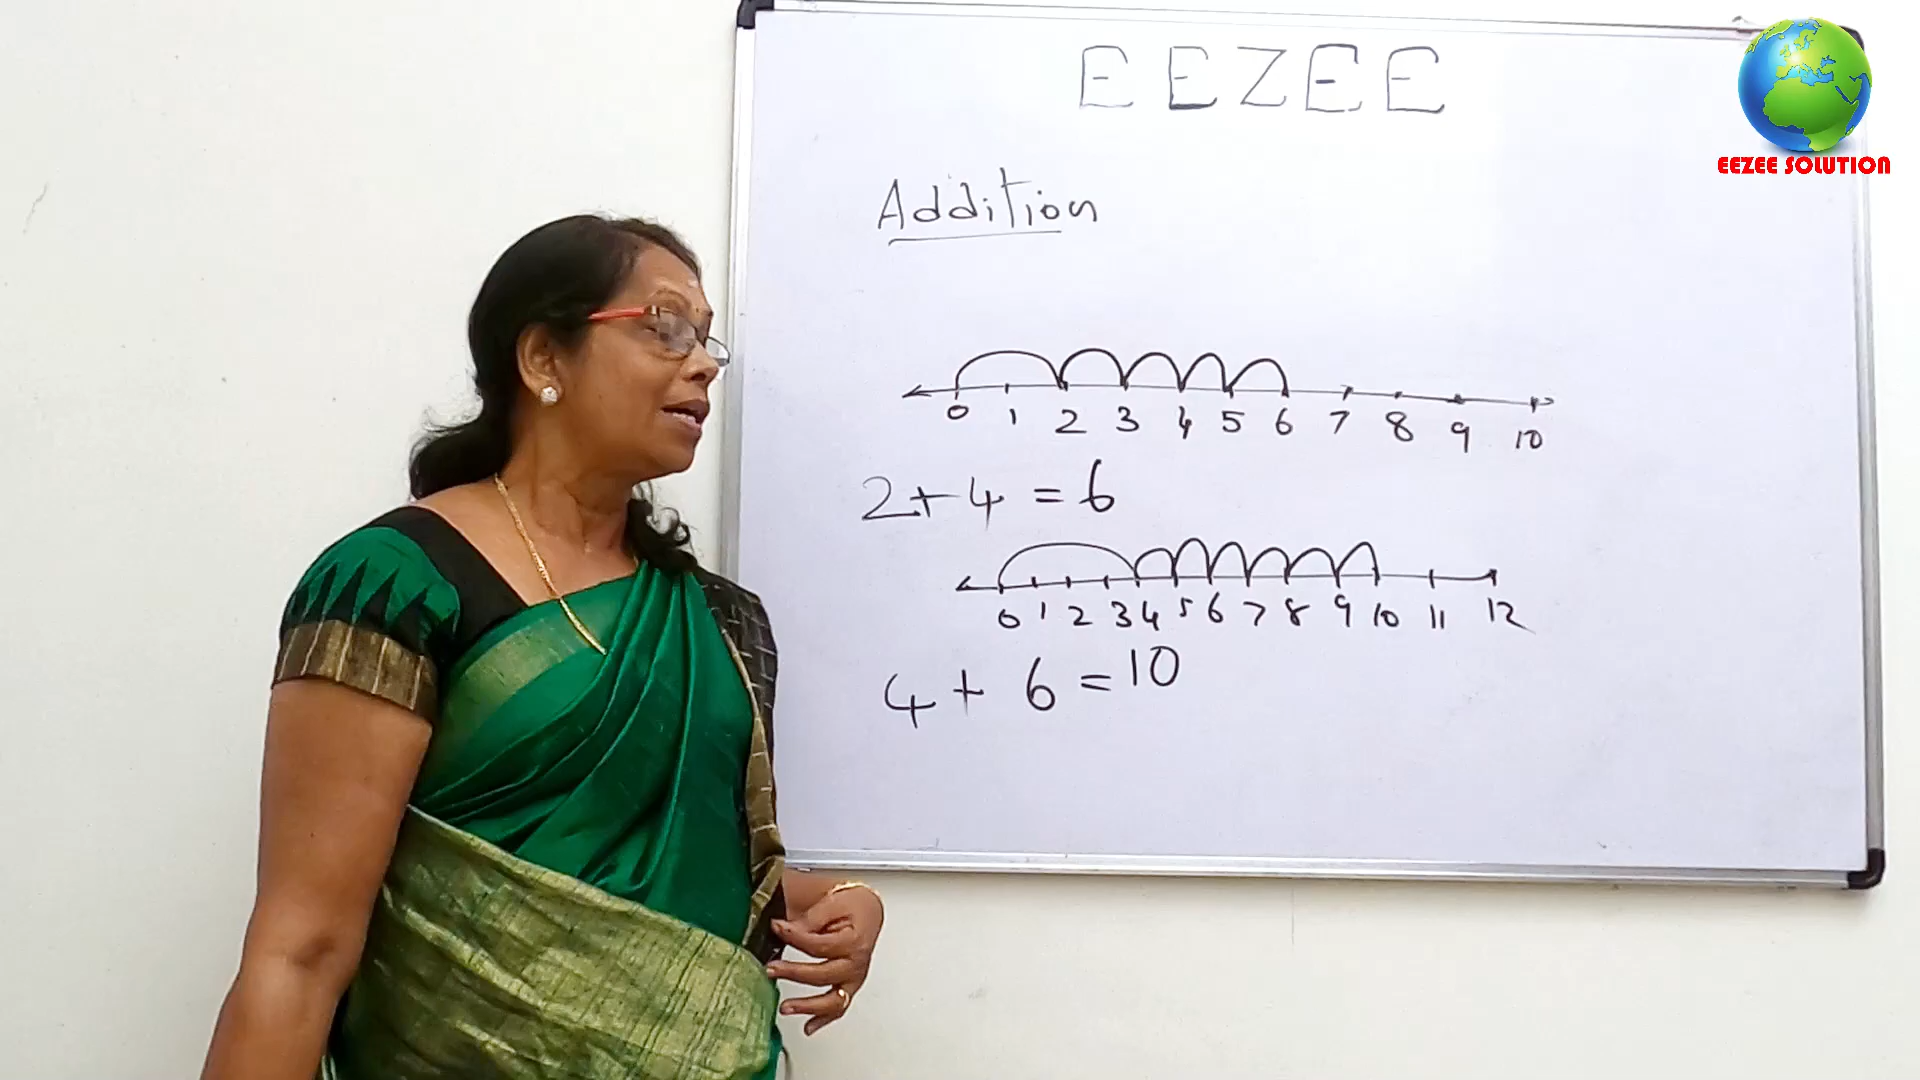 EEZEE
EEZEE SOLUTION
Addition
0 1 2 3 4 5 6 7 8 9 10
2+4 = 6
0 1 2 3 4 5 6 7 8 9 10 11 12
4 + 6 = 10